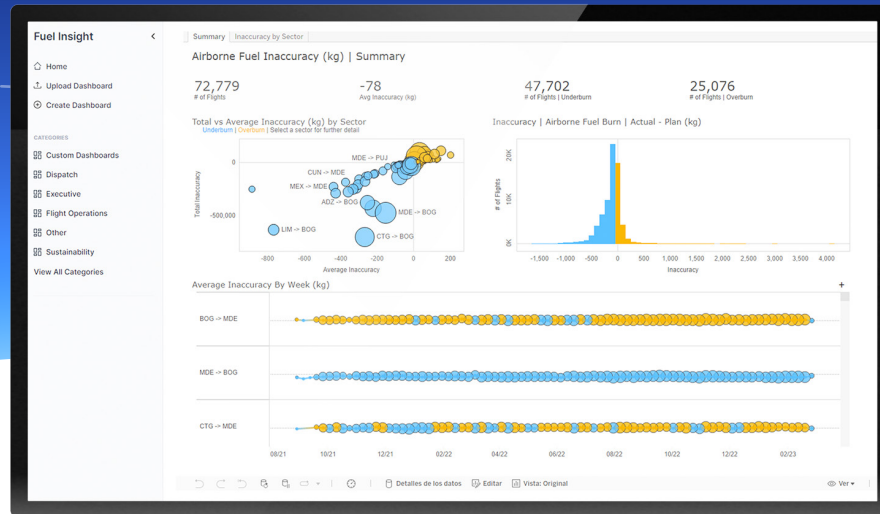 Fuel Insight
Home
Upload Dashboard
Create Dashboard
CATEGORIES
Custom Dashboards
Dispatch
Executive
Flight Operations
Other
Sustainability
View All Categories
Summary
Inaccuracy by Sector
Airborne Fuel Inaccuracy (kg) | Summary
72,779
# of Flights
-78
Avg Inaccuracy (kg)
47,702
# of Flights | Underburn
25,076
# of Flights | Overburn
Total vs Average Inaccuracy (kg) by Sector
Underburn | Overburn | Select a sector for further detail
Total Inaccuracy
0
-500,000
MDE -> PUJ
CUN -> MDE
MEX -> MDE
ADZ -> BOG
MDE -> BOG
LIM -> BOG
CTG -> BOG
-800 -600 -400 -200 0 200
Average Inaccuracy
Inaccuracy | Airborne Fuel Burn | Actual - Plan (kg)
# of Flights
20K
10K
0K
-1,500 -1,000 -500 0 500 1,000 1,500 2,000 2,500 3,000 3,500 4,000
Inaccuracy
Average Inaccuracy By Week (kg)
+
BOG -> MDE
MDE -> BOG
CTG -> MDE
08/21 10/21 12/21 02/22 04/22 06/22 08/22 10/22 12/22 02/23
Detalles de los datos
Editar
Vista: Original
Ver